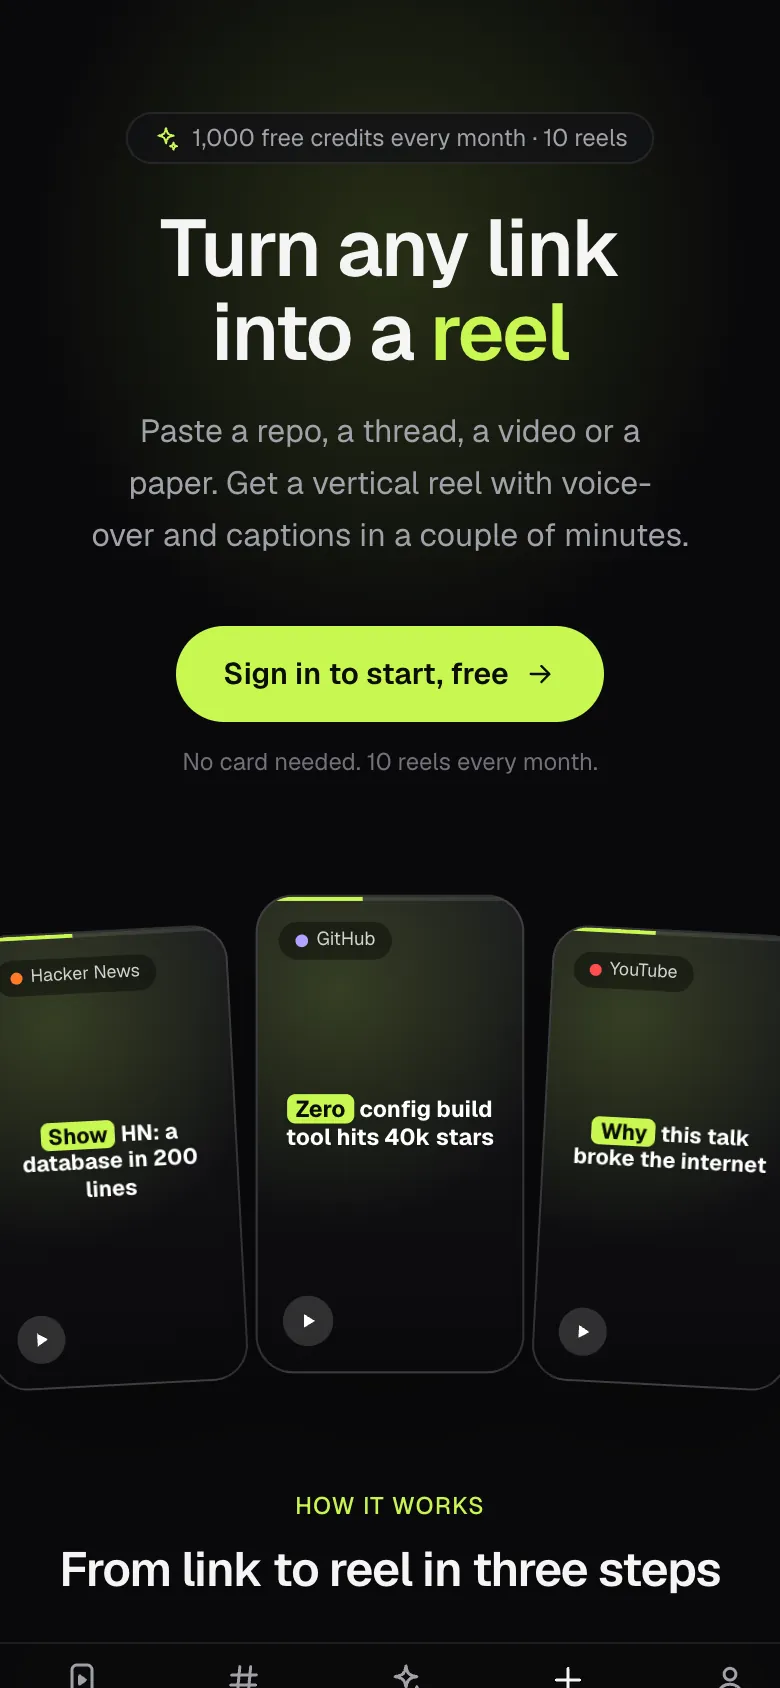 1,000 free credits every month · 10 reels
Turn any link
into a reel
Paste a repo, a thread, a video or a
paper. Get a vertical reel with voice-
over and captions in a couple of minutes.
Sign in to start, free →
No card needed. 10 reels every month.
Hacker News
Show HN: a
database in 200
lines
GitHub
Zero config build
tool hits 40k stars
YouTube
Why this talk
broke the internet
HOW IT WORKS
From link to reel in three steps